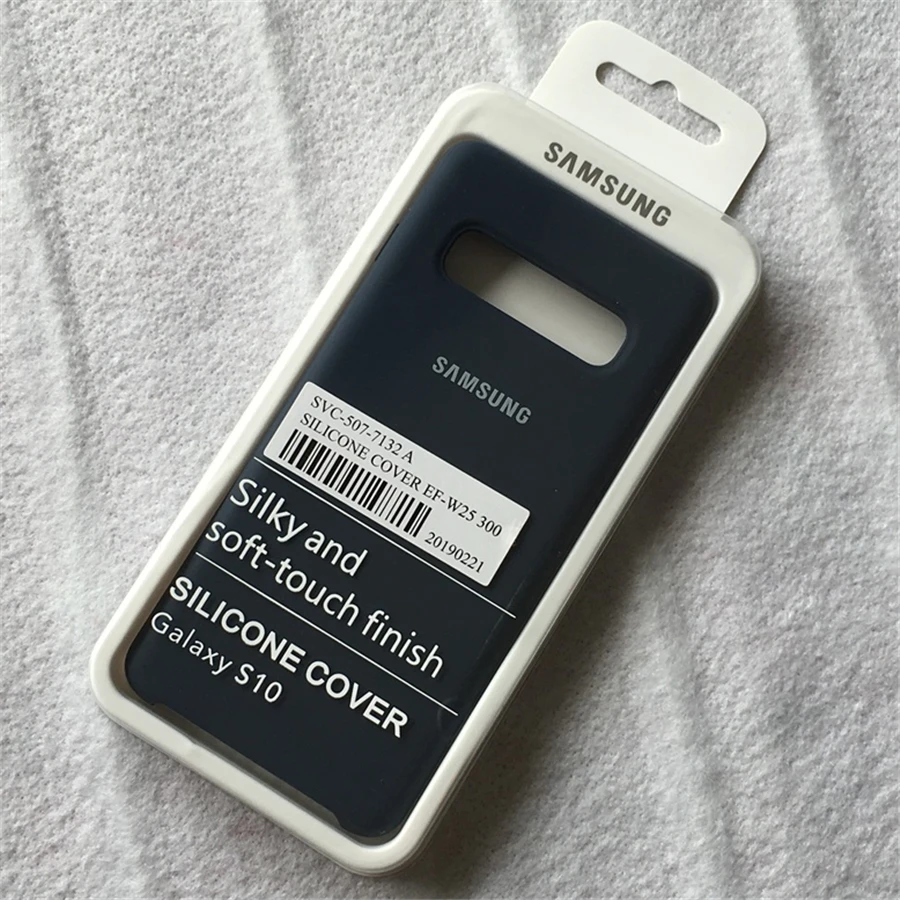 SAMSUNG
SAMSUNG
SVC-507-7132 A
SILICONE COVER EF-W25 300
20190221
Silky and
soft-touch finish
SILICONE COVER
Galaxy S10